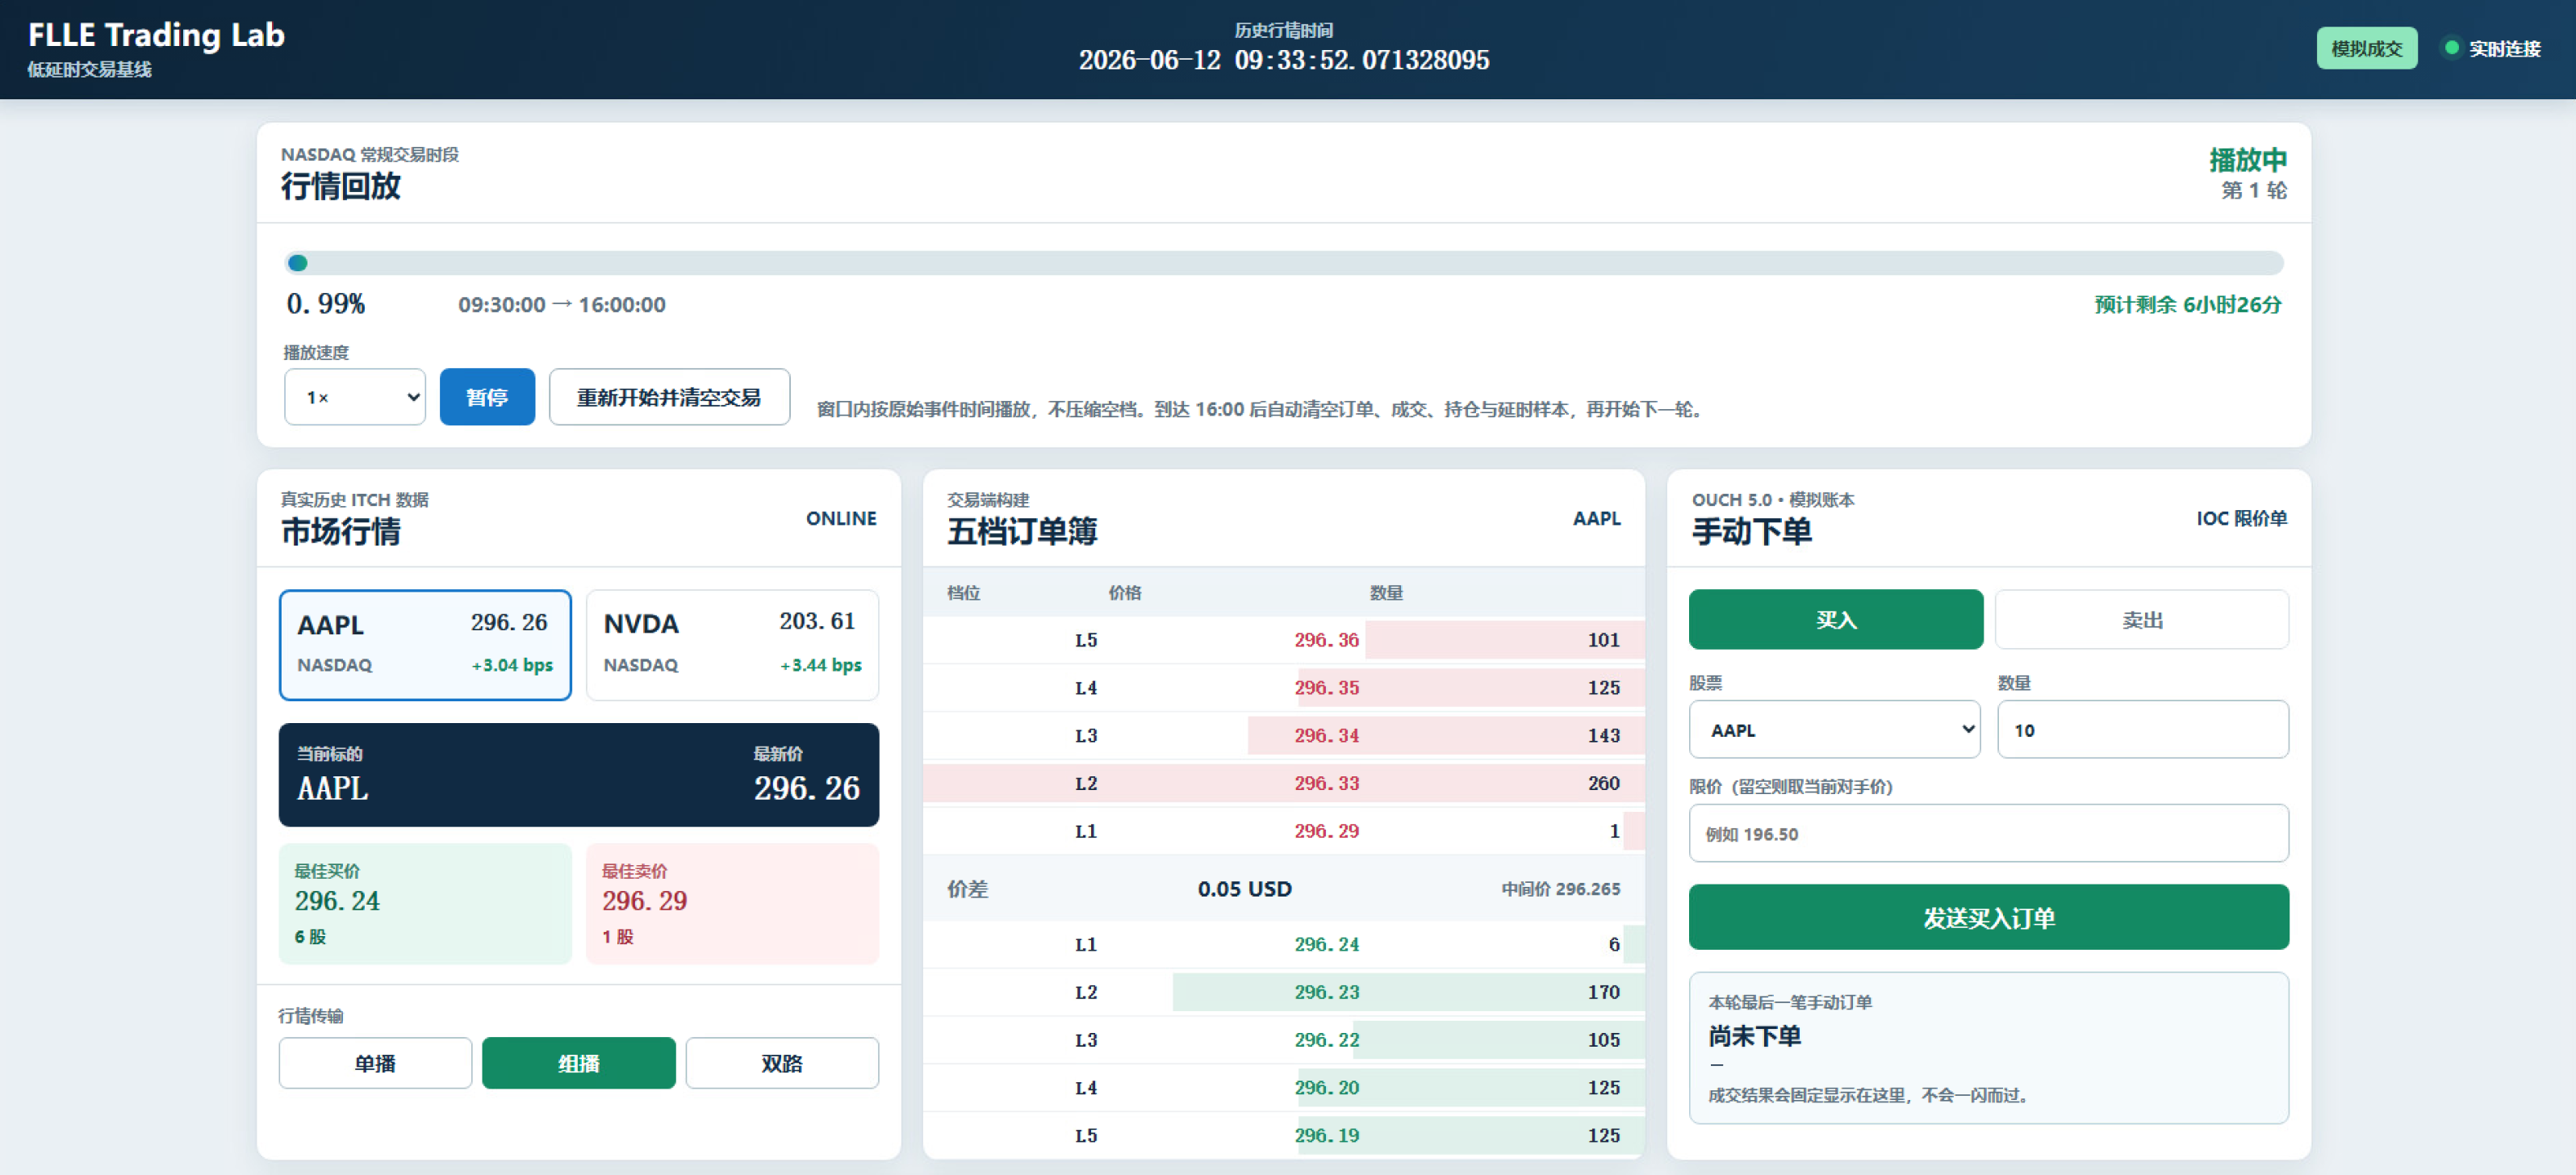 FLLE Trading Lab
低延时交易基线
历史行情时间
2026-06-12 09:33:52.071328095
模拟成交
实时连接
NASDAQ 常规交易时段
行情回放
播放中
第 1 轮
0.99%
09:30:00 → 16:00:00
预计剩余 6小时26分
播放速度
1×
暂停
重新开始并清空交易
窗口内按原始事件时间播放，不压缩空档。到达 16:00 后自动清空订单、成交、持仓与延时样本，再开始下一轮。
真实历史 ITCH 数据
市场行情
ONLINE
AAPL 296.26
NASDAQ +3.04 bps
NVDA 203.61
NASDAQ +3.44 bps
当前标的 最新价
AAPL 296.26
最佳买价
296.24
6 股
最佳卖价
296.29
1 股
行情传输
单播 组播 双路
交易端构建
五档订单簿
AAPL
档位 价格 数量
L5 296.36 101
L4 296.35 125
L3 296.34 143
L2 296.33 260
L1 296.29 1
价差 0.05 USD 中间价 296.265
L1 296.24 6
L2 296.23 170
L3 296.22 105
L4 296.20 125
L5 296.19 125
OUCH 5.0 • 模拟账本
手动下单
IOC 限价单
买入 卖出
股票 数量
AAPL 10
限价（留空则取当前对手价）
例如 196.50
发送买入订单
本轮最后一笔手动订单
尚未下单
—
成交结果会固定显示在这里，不会一闪而过。